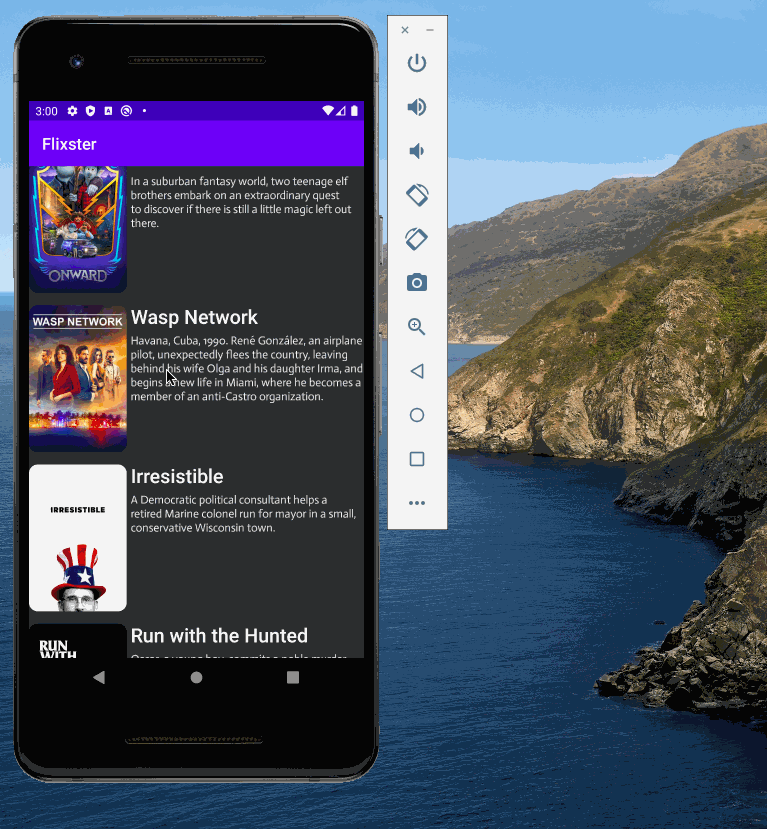 3:00
Flixster
In a suburban fantasy world, two teenage elf
brothers embark on an extraordinary quest
to discover if there is still a little magic left out
there.
ONWARD
WASP NETWORK
Wasp Network
Havana, Cuba, 1990. René González, an airplane
pilot, unexpectedly flees the country, leaving
behind his wife Olga and his daughter Irma, and
begins a new life in Miami, where he becomes a
member of an anti-Castro organization.
Irresistible
IRRESISTIBLE
A Democratic political consultant helps a
retired Marine colonel run for mayor in a small,
conservative Wisconsin town.
Run with the Hunted
RUN
WITH